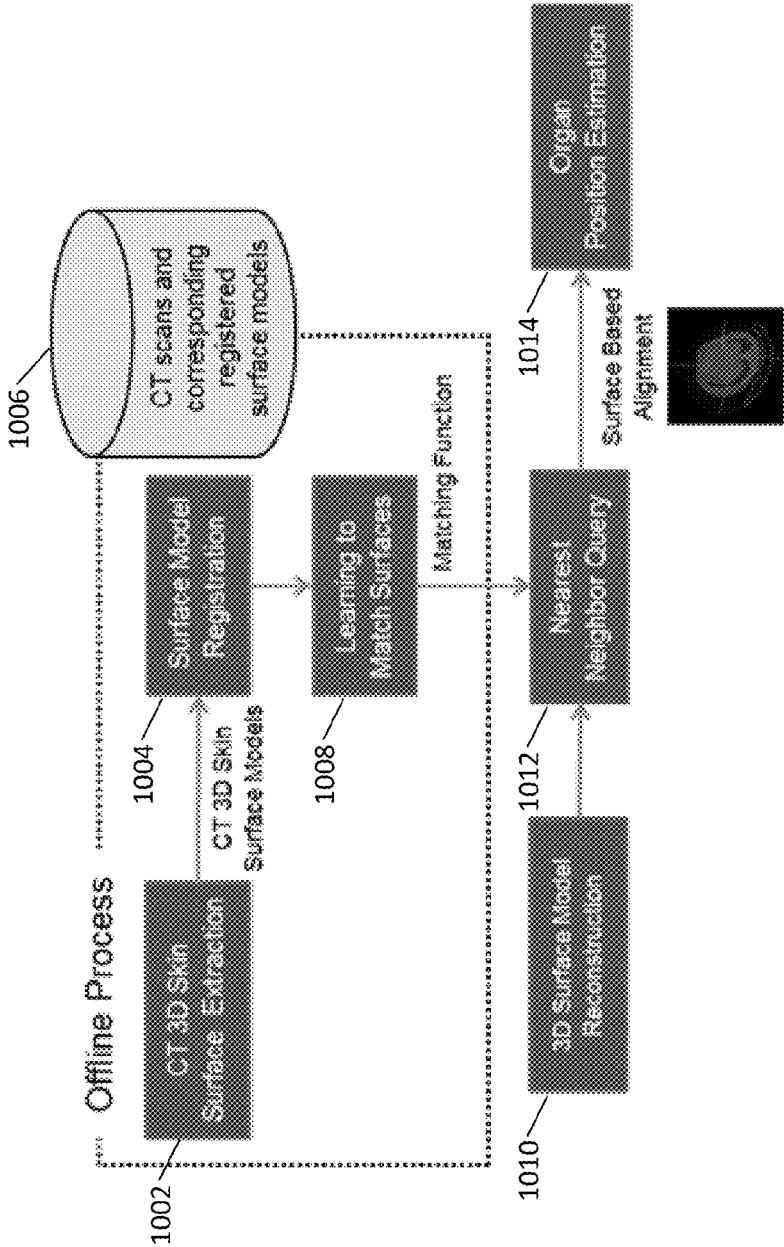 Offline Process
1006
CT scans and
corresponding
registered
surface models
1002
CT 3D Skin
Surface Extraction
CT 3D Skin
Surface Models
1004
Surface Model
Registration
1008
Learning to
Match Surfaces
Matching Function
1010
3D Surface Model
Reconstruction
1012
Nearest
Neighbor Query
Surface Based
Alignment
1014
Organ
Position Estimation